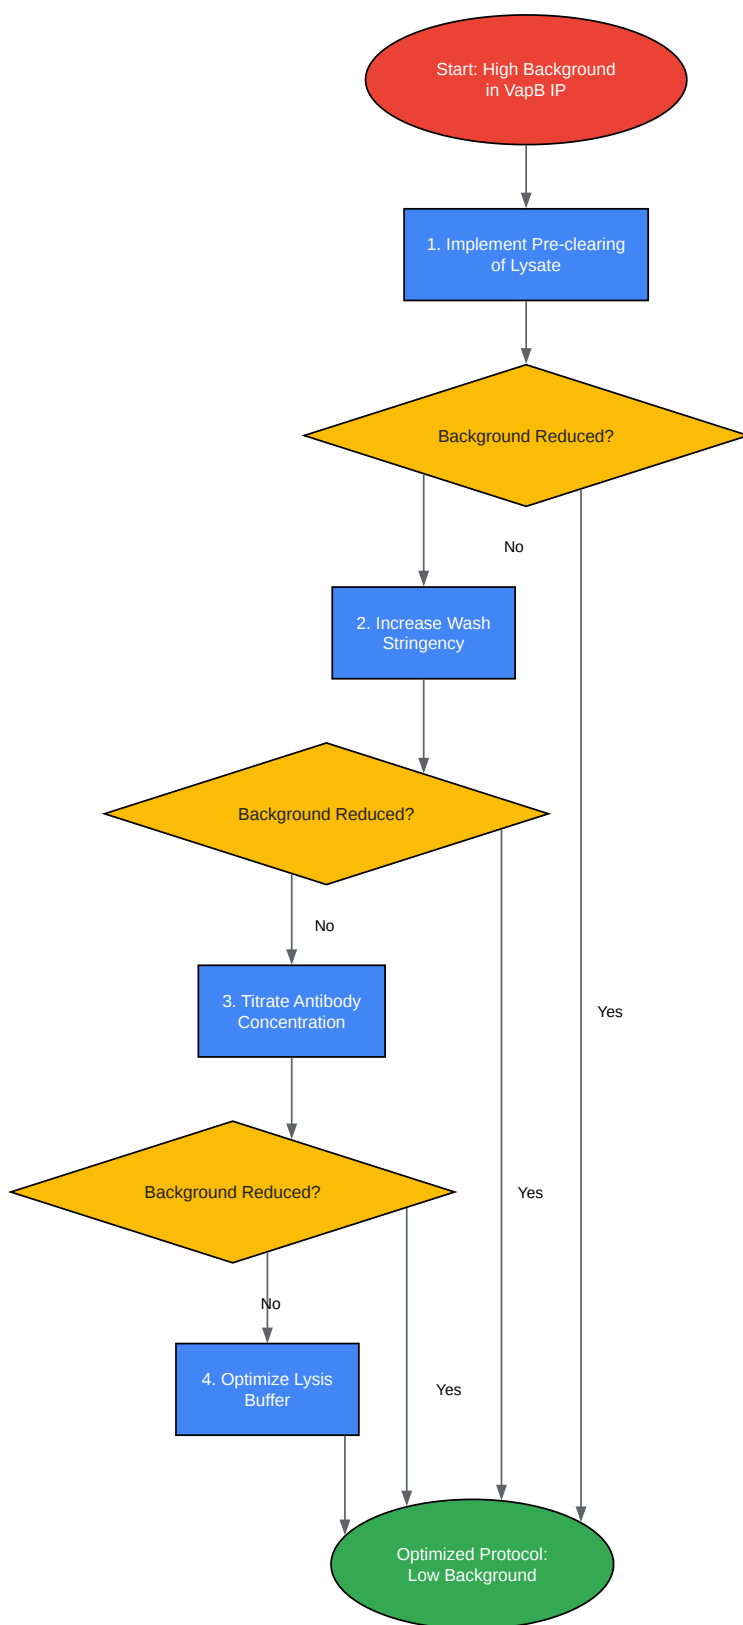 Start: High Background
in VapB IP
1. Implement Pre-clearing
of Lysate
Background Reduced?
No
2. Increase Wash
Stringency
Background Reduced?
No
3. Titrate Antibody
Concentration
Yes
Background Reduced?
Yes
No
4. Optimize Lysis
Buffer
Yes
Optimized Protocol:
Low Background